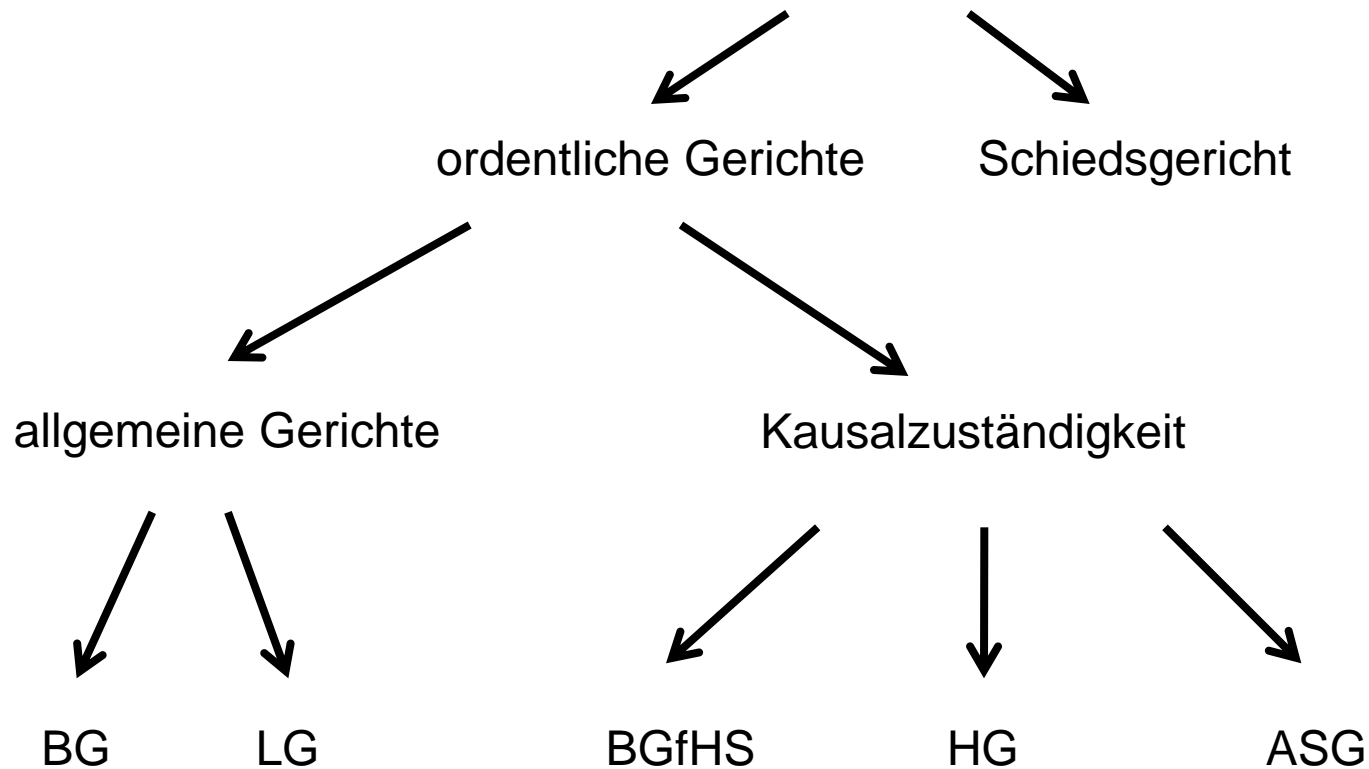 ordentliche Gerichte Schiedsgericht
allgemeine Gerichte Kausalzuständigkeit
BG LG BGfHS HG ASG